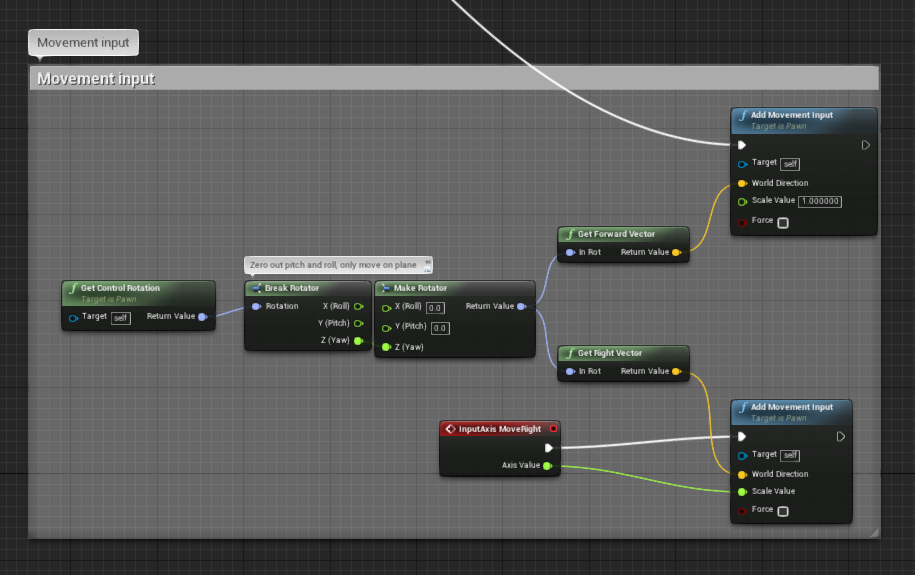 Movement input
Movement input
Add Movement Input
Target is Pawn
Target self
World Direction
Scale Value 1.000000
Force
Get Forward Vector
In Rot Return Value
Zero out pitch and roll, only move on plane
Get Control Rotation
Target is Pawn
Target self Return Value
Break Rotator
Rotation X (Roll)
Y (Pitch)
Z (Yaw)
Make Rotator
X (Roll) 0.0 Return Value
Y (Pitch) 0.0
Z (Yaw)
Get Right Vector
In Rot Return Value
InputAxis MoveRight
Axis Value
Add Movement Input
Target is Pawn
Target self
World Direction
Scale Value
Force